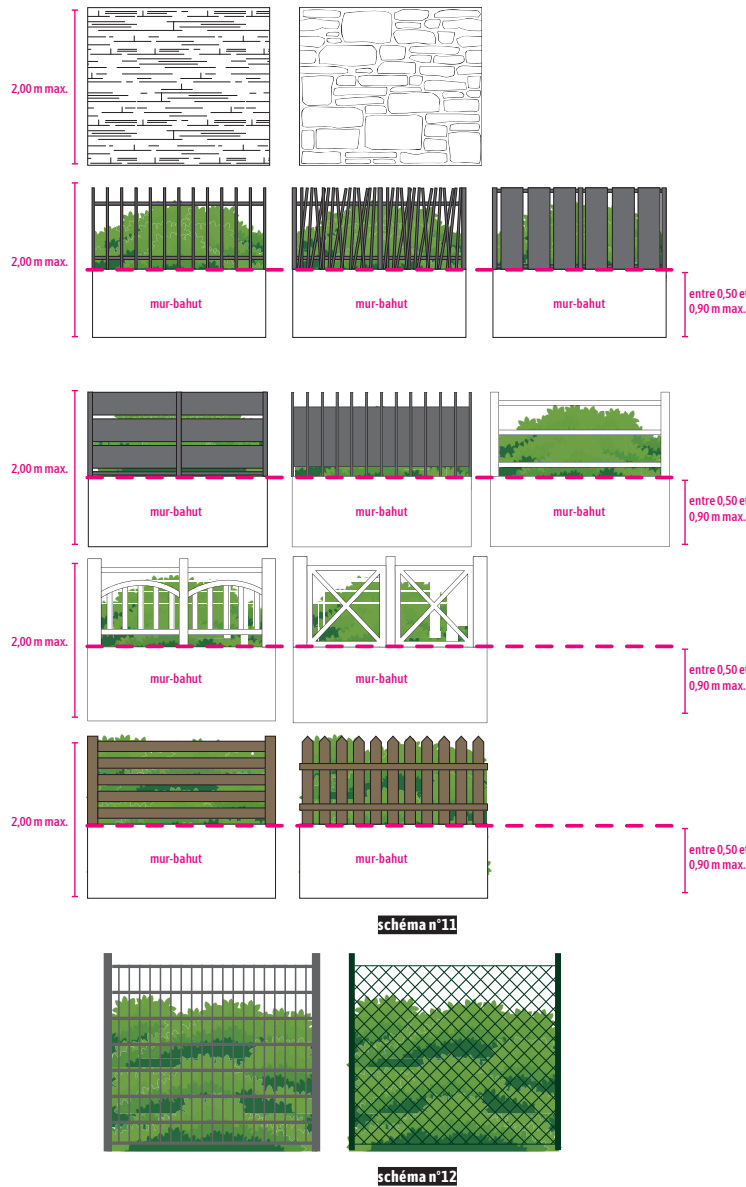 2,00 m max.
2,00 m max.
mur-bahut
mur-bahut
mur-bahut
entre 0,50 et
0,90 m max.
2,00 m max.
mur-bahut
mur-bahut
mur-bahut
entre 0,50 et
0,90 m max.
2,00 m max.
mur-bahut
mur-bahut
entre 0,50 et
0,90 m max.
2,00 m max.
mur-bahut
mur-bahut
entre 0,50 et
0,90 m max.
schéma n°11
schéma n°12